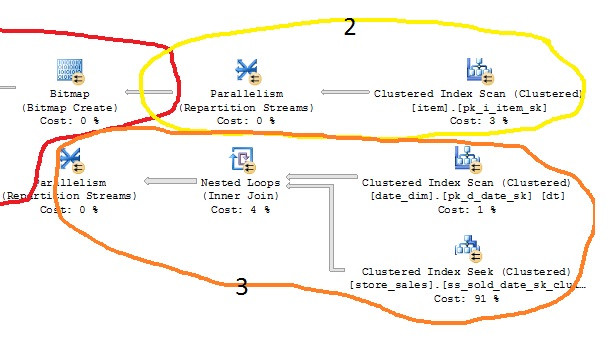 2
Bitmap
(Bitmap Create)
Cost: 0 %
Parallelism
(Repartition Streams)
Cost: 0 %
Clustered Index Scan (Clustered)
[item].[pk_i_item_sk]
Cost: 3 %
Parallelism
(Repartition Streams)
Cost: 0 %
Nested Loops
(Inner Join)
Cost: 4 %
Clustered Index Scan (Clustered)
[date_dim].[pk_d_date_sk] [dt]
Cost: 1 %
Clustered Index Seek (Clustered)
[store_sales].[ss_sold_date_sk_clu…
Cost: 91 %
3